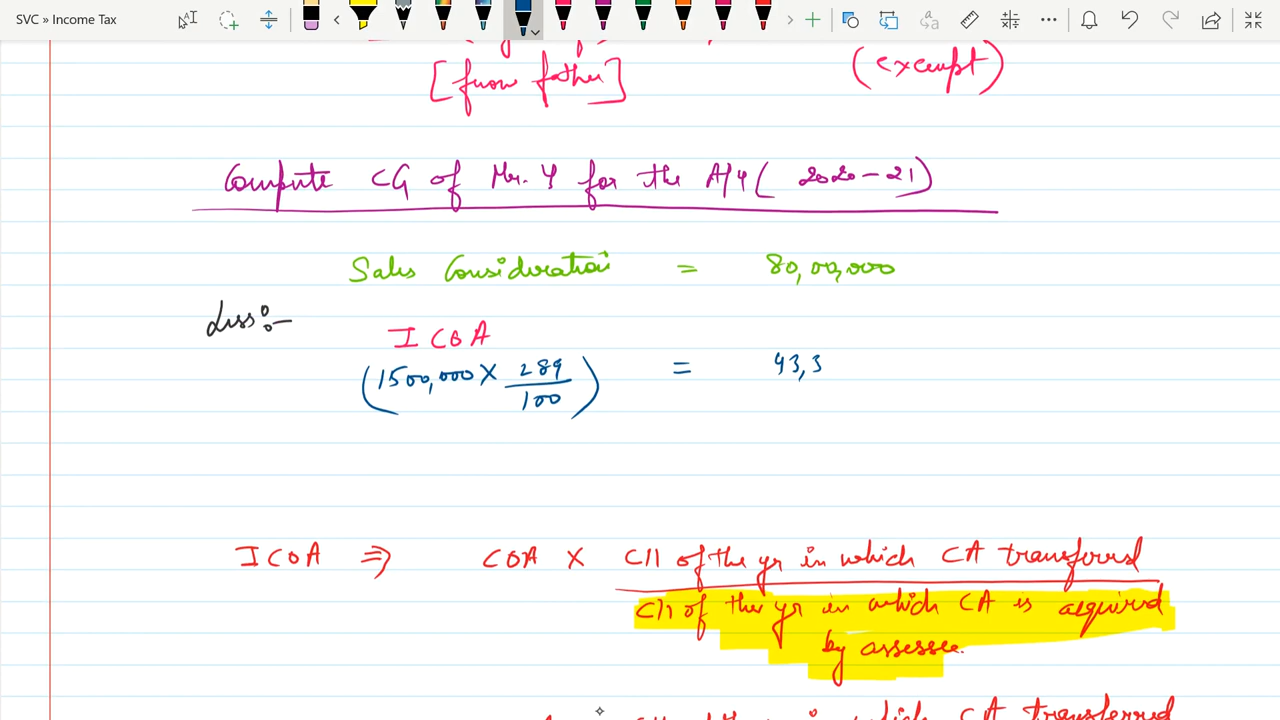 SVC » Income Tax
[from father] (exempt)
Compute CG of Mr. Y for the A/Y ( 2020-21)
Sales Consideration = 80,00,000
Less:-
ICOA
(1500,000 X 289/100) = 43,3
ICOA ⇒ COA X CII of the yr in which CA transferred
CII of the yr in which CA is acquired
by assessee.
CA transferred